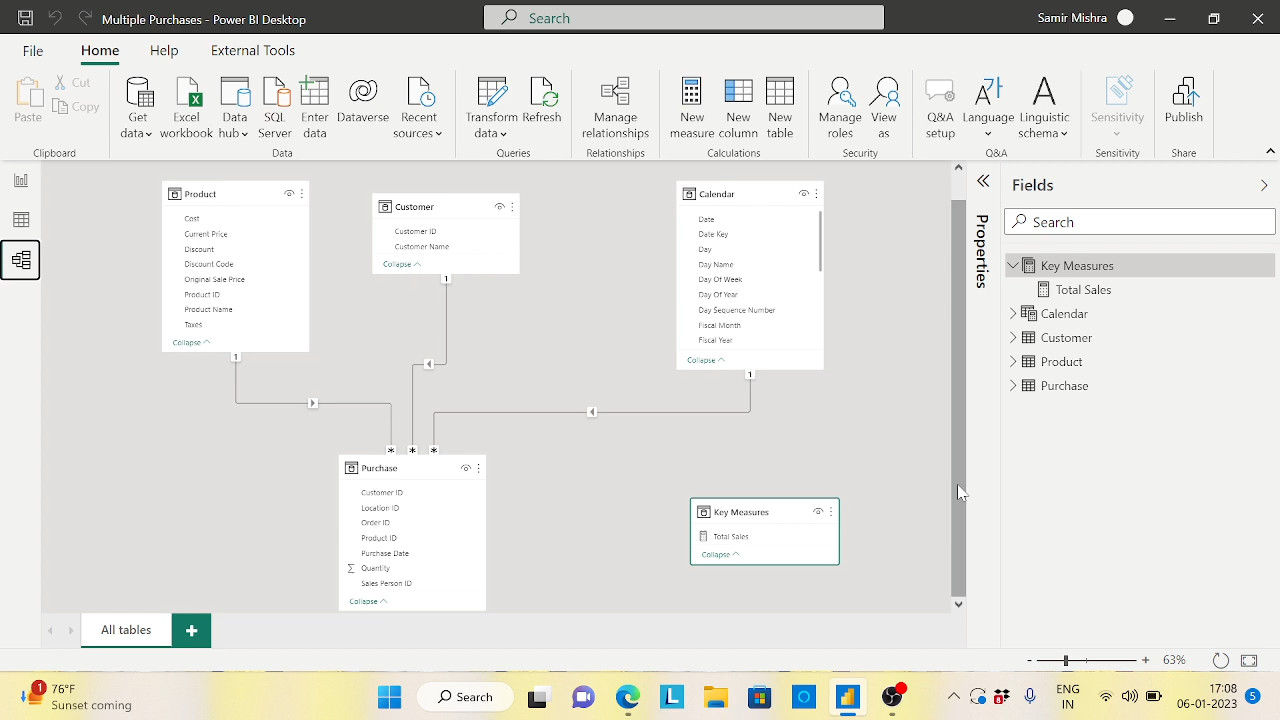 Multiple Purchases - Power BI Desktop
Search
Samir Mishra
File
Home
Help
External Tools
Paste
Cut
Copy
Clipboard
Get data
Excel workbook
Data hub
SQL Server
Enter data
Dataverse
Recent sources
Data
Transform data
Refresh
Queries
Manage relationships
Relationships
New measure
New column
New table
Calculations
Manage roles
View as
Security
Q&A setup
Language
Linguistic schema
Q&A
Sensitivity
Sensitivity
Publish
Share
Product
Cost
Current Price
Discount
Discount Code
Original Sale Price
Product ID
Product Name
Taxes
Collapse
1
Customer
Customer ID
Customer Name
Collapse
1
Calendar
Date
Date Key
Day
Day Name
Day Of Week
Day Of Year
Day Sequence Number
Fiscal Month
Fiscal Year
Collapse
1
* * *
Purchase
Customer ID
Location ID
Order ID
Product ID
Purchase Date
Σ Quantity
Sales Person ID
Collapse
Key Measures
Total Sales
Collapse
Properties
Fields
Search
Key Measures
Total Sales
Calendar
Customer
Product
Purchase
All tables
+
- + 63%
1
76°F
Sunset coming
Search
L
ENG
IN
17:08
06-01-2023
5